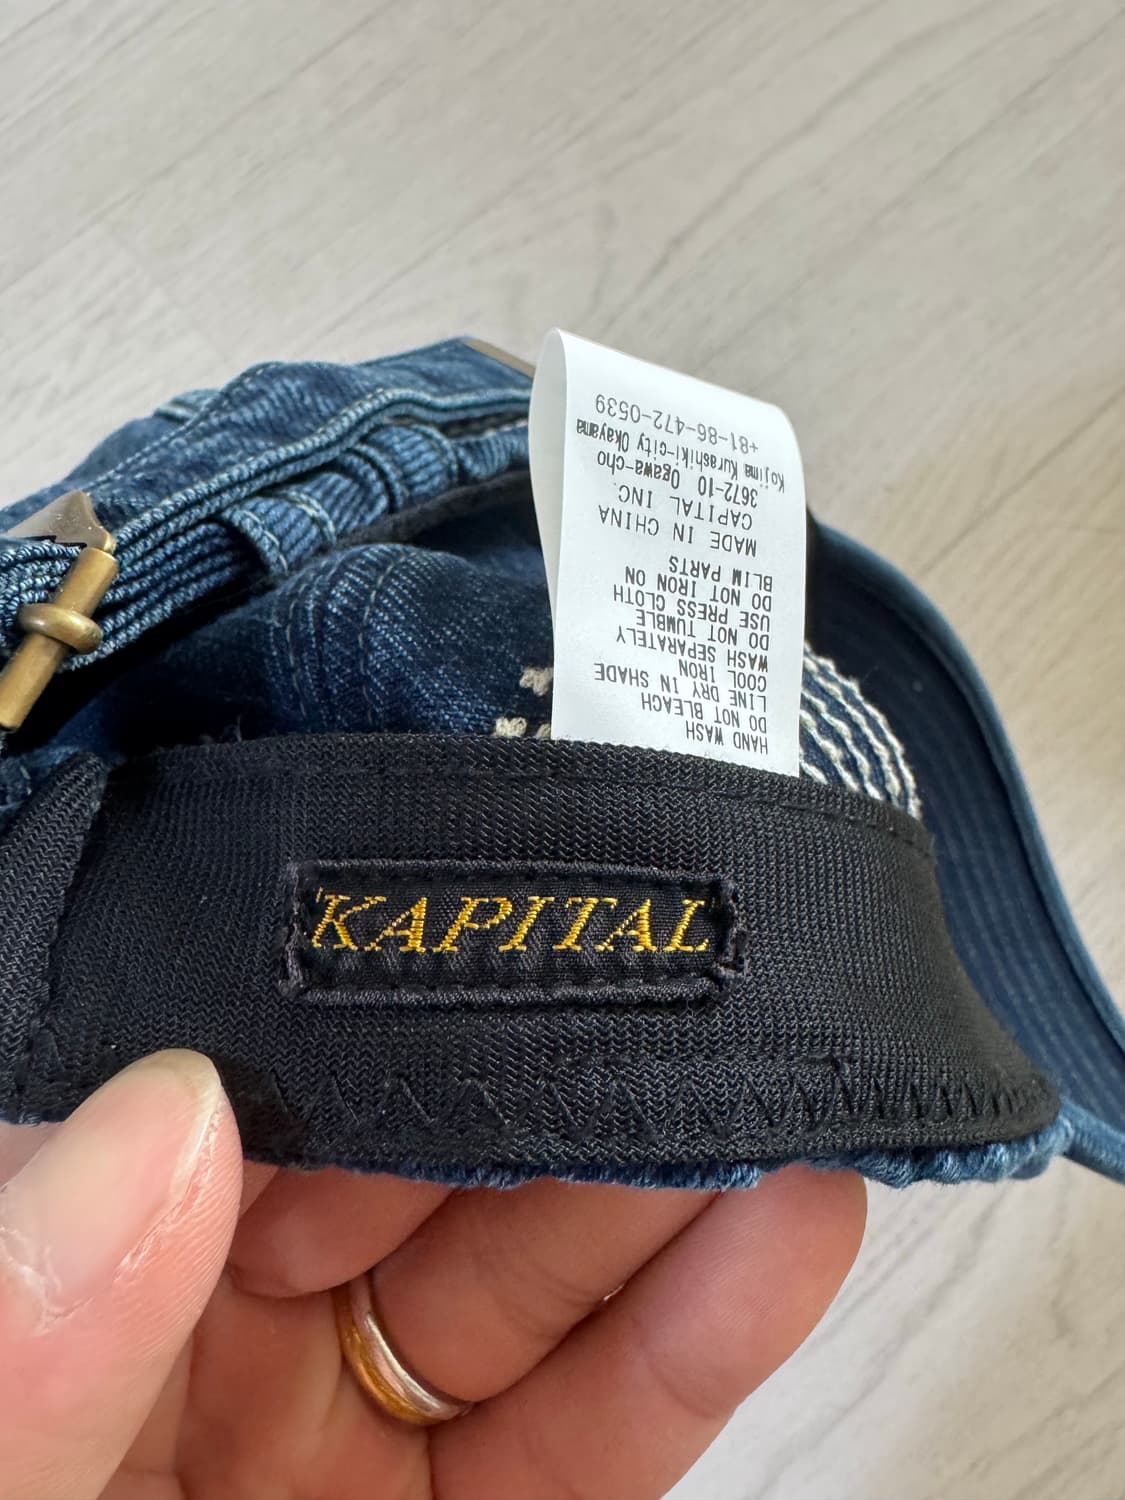 HAND WASH
DO NOT BLEACH
LINE DRY IN SHADE
COOL IRON
WASH SEPARATELY
DO NOT TUMBLE
USE PRESS CLOTH
DO NOT IRON ON
BLIM PARTS
MADE IN CHINA
CAPITAL INC.
3672-10 Ogawa-cho
Kojima Kurashiki-city Okayama
+81-86-472-0539
'KAPITAL'